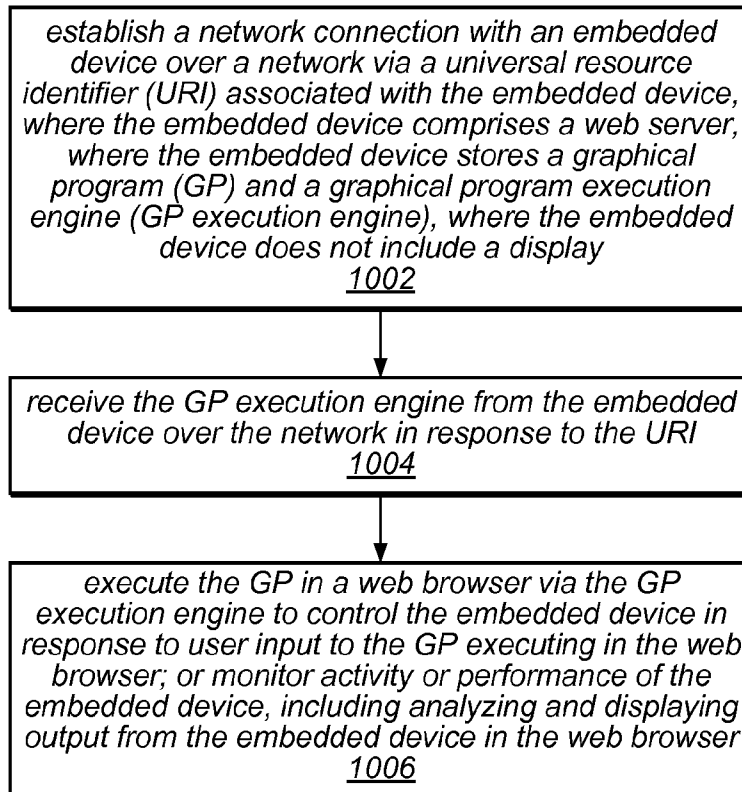 establish a network connection with an embedded
device over a network via a universal resource
identifier (URI) associated with the embedded device,
where the embedded device comprises a web server,
where the embedded device stores a graphical
program (GP) and a graphical program execution
engine (GP execution engine), where the embedded
device does not include a display
1002
receive the GP execution engine from the embedded
device over the network in response to the URI
1004
execute the GP in a web browser via the GP
execution engine to control the embedded device in
response to user input to the GP executing in the web
browser; or monitor activity or performance of the
embedded device, including analyzing and displaying
output from the embedded device in the web browser
1006